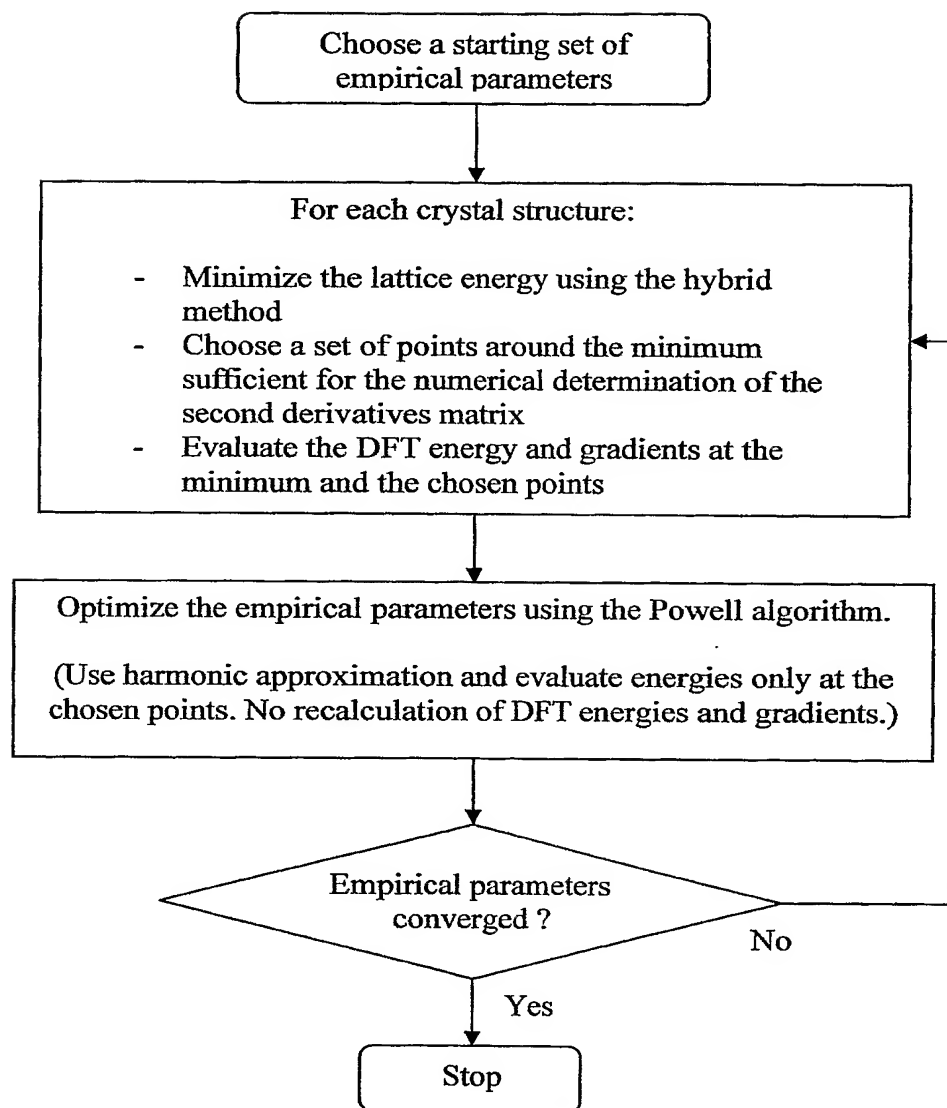 Choose a starting set of
empirical parameters
For each crystal structure:
- Minimize the lattice energy using the hybrid
method
- Choose a set of points around the minimum
sufficient for the numerical determination of the
second derivatives matrix
- Evaluate the DFT energy and gradients at the
minimum and the chosen points
Optimize the empirical parameters using the Powell algorithm.
(Use harmonic approximation and evaluate energies only at the
chosen points. No recalculation of DFT energies and gradients.)
Empirical parameters
converged ?
No
Yes
Stop